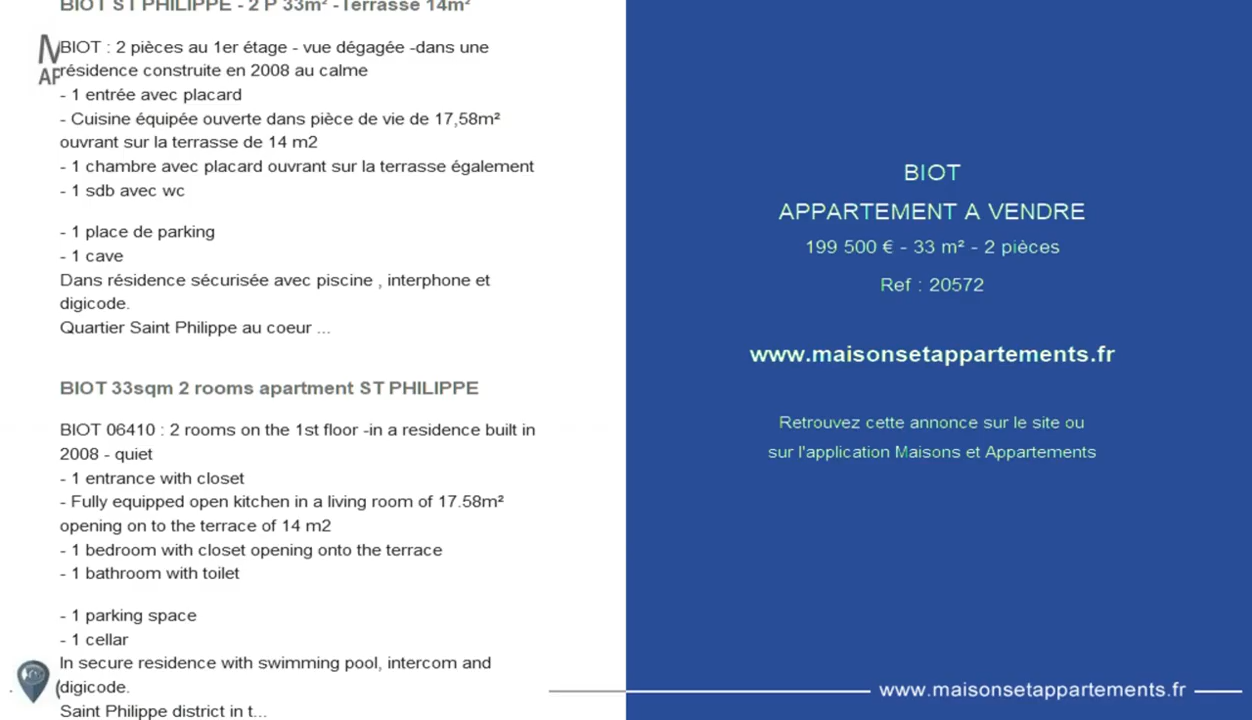 BIOT ST PHILIPPE - 2 P 33m² -Terrasse 14m²
BIOT : 2 pièces au 1er étage - vue dégagée -dans une
résidence construite en 2008 au calme
- 1 entrée avec placard
- Cuisine équipée ouverte dans pièce de vie de 17,58m²
ouvrant sur la terrasse de 14 m2
- 1 chambre avec placard ouvrant sur la terrasse également
- 1 sdb avec wc
- 1 place de parking
- 1 cave
Dans résidence sécurisée avec piscine , interphone et
digicode.
Quartier Saint Philippe au coeur ...
BIOT 33sqm 2 rooms apartment ST PHILIPPE
BIOT 06410 : 2 rooms on the 1st floor -in a residence built in
2008 - quiet
- 1 entrance with closet
- Fully equipped open kitchen in a living room of 17.58m²
opening on to the terrace of 14 m2
- 1 bedroom with closet opening onto the terrace
- 1 bathroom with toilet
- 1 parking space
- 1 cellar
In secure residence with swimming pool, intercom and
digicode.
Saint Philippe district in t...
BIOT
APPARTEMENT A VENDRE
199 500 € - 33 m² - 2 pièces
Ref : 20572
www.maisonsetappartements.fr
Retrouvez cette annonce sur le site ou
sur l'application Maisons et Appartements
www.maisonsetappartements.fr